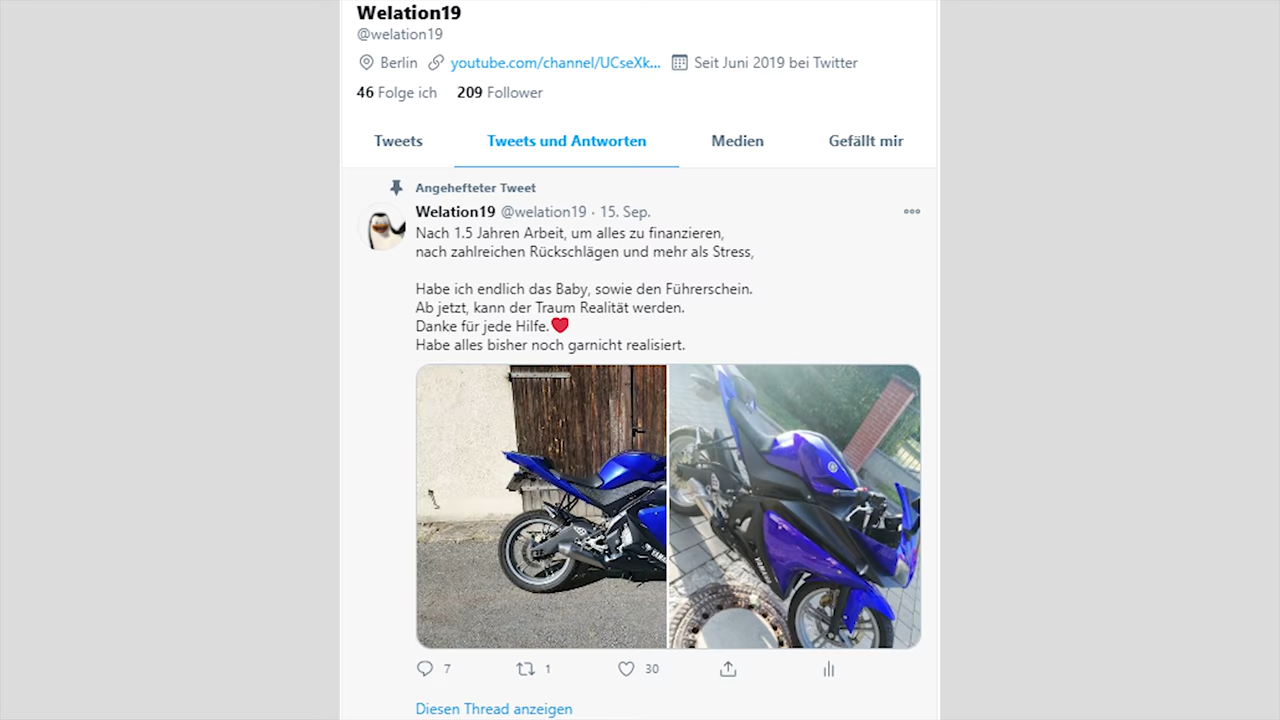 Welation19
@welation19
Berlin youtube.com/channel/UCseXk... Seit Juni 2019 bei Twitter
46 Folge ich 209 Follower
Tweets Tweets und Antworten Medien Gefällt mir
Angehefteter Tweet
Welation19 @welation19 · 15. Sep.
Nach 1.5 Jahren Arbeit, um alles zu finanzieren,
nach zahlreichen Rückschlägen und mehr als Stress,
Habe ich endlich das Baby, sowie den Führerschein.
Ab jetzt, kann der Traum Realität werden.
Danke für jede Hilfe.❤
Habe alles bisher noch garnicht realisiert.
YAMAHA
7 1 30
Diesen Thread anzeigen